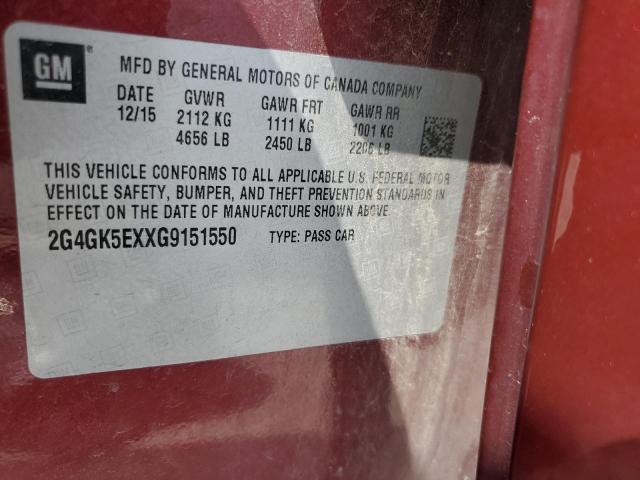 GM ®
MFD BY GENERAL MOTORS OF CANADA COMPANY
DATE GVWR GAWR FRT GAWR RR
12/15 2112 KG 1111 KG 1001 KG
4656 LB 2450 LB 2206 LB
THIS VEHICLE CONFORMS TO ALL APPLICABLE U.S. FEDERAL MOTOR
VEHICLE SAFETY, BUMPER, AND THEFT PREVENTION STANDARDS IN
EFFECT ON THE DATE OF MANUFACTURE SHOWN ABOVE.
2G4GK5EXXG9151550 TYPE: PASS CAR